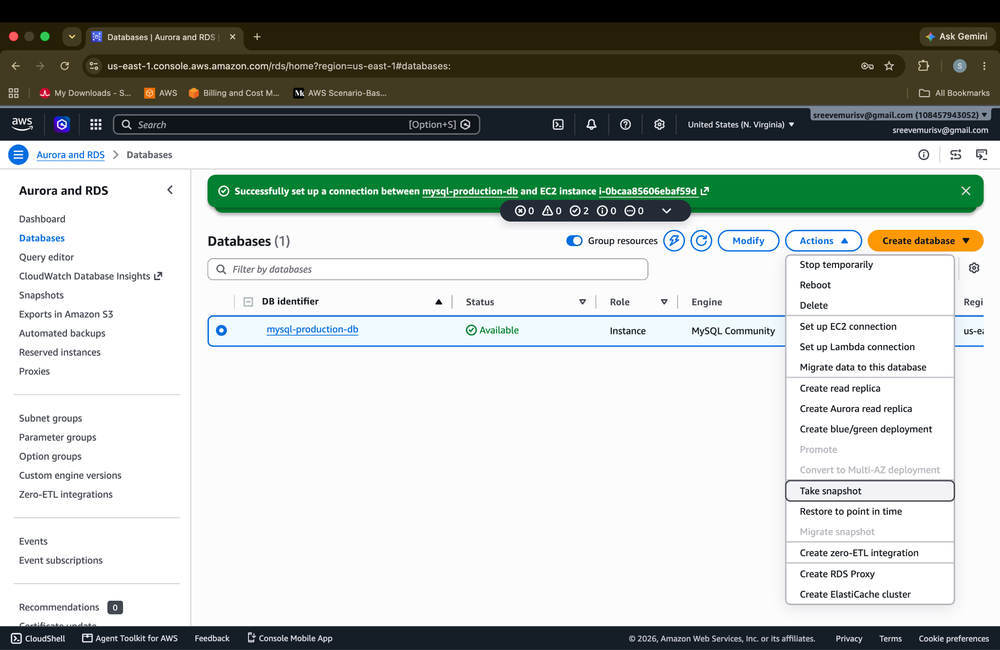 Databases | Aurora and RDS
Ask Gemini
us-east-1.console.aws.amazon.com/rds/home?region=us-east-1#databases:
S
My Downloads - S...
AWS
Billing and Cost M...
AWS Scenario-Bas...
All Bookmarks
aws
Search
[Option+S]
United States (N. Virginia)
sreevemurisv@gmail.com (108457943052)
sreevemurisv@gmail.com
Aurora and RDS
Databases
Aurora and RDS
Dashboard
Databases
Query editor
CloudWatch Database Insights
Snapshots
Exports in Amazon S3
Automated backups
Reserved instances
Proxies
Subnet groups
Parameter groups
Option groups
Custom engine versions
Zero-ETL integrations
Events
Event subscriptions
Recommendations 0
Certificate update
Successfully set up a connection between mysql-production-db and EC2 instance i-0bcaa85606ebaf59d
0 0 2 0 0
Databases (1)
Group resources
Modify
Actions
Create database
Filter by databases
DB identifier Status Role Engine Regi
mysql-production-db Available Instance MySQL Community us-ea
Stop temporarily
Reboot
Delete
Set up EC2 connection
Set up Lambda connection
Migrate data to this database
Create read replica
Create Aurora read replica
Create blue/green deployment
Promote
Convert to Multi-AZ deployment
Take snapshot
Restore to point in time
Migrate snapshot
Create zero-ETL integration
Create RDS Proxy
Create ElastiCache cluster
CloudShell
Agent Toolkit for AWS
Feedback
Console Mobile App
© 2026, Amazon Web Services, Inc. or its affiliates.
Privacy
Terms
Cookie preferences